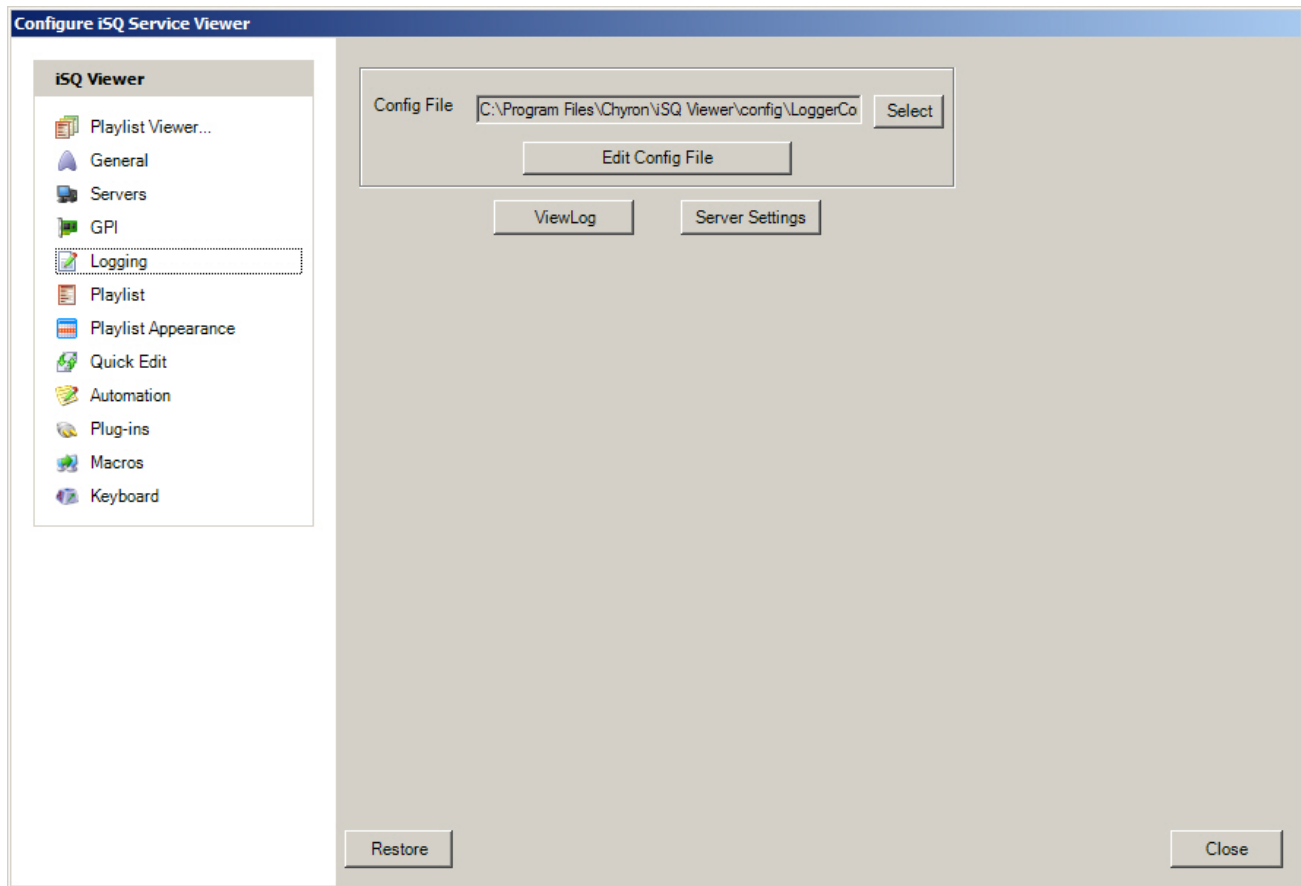 Configure iSQ Service Viewer
iSQ Viewer
Playlist Viewer...
General
Servers
GPI
Logging
Playlist
Playlist Appearance
Quick Edit
Automation
Plug-ins
Macros
Keyboard
Config File C:\Program Files\Chyron\iSQ Viewer\config\LoggerCo Select
Edit Config File
ViewLog Server Settings
Restore Close